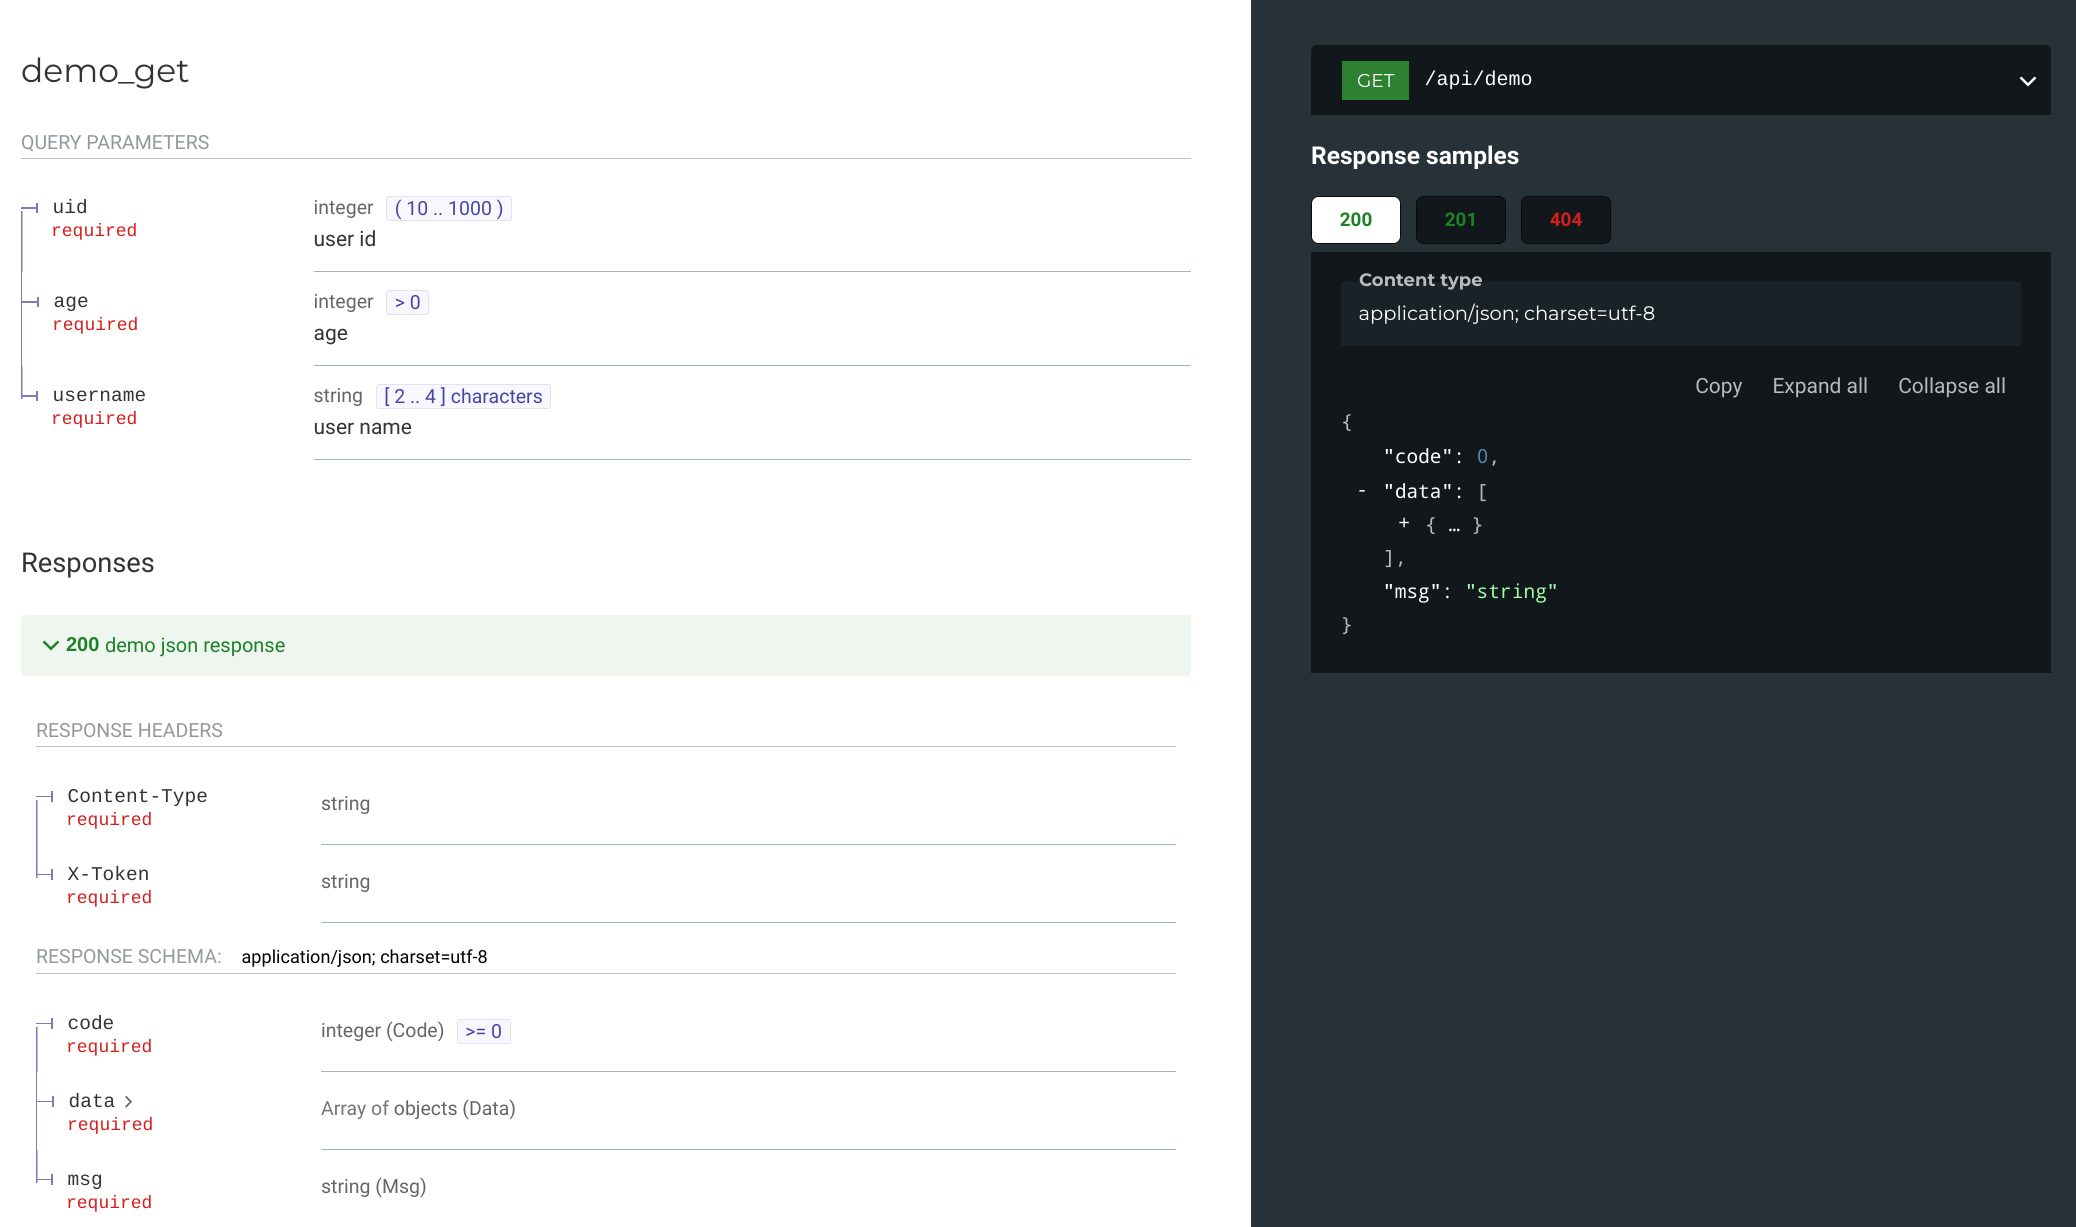 demo_get
QUERY PARAMETERS
uid
required
integer ( 10 .. 1000 )
user id
age
required
integer > 0
age
username
required
string [ 2 .. 4 ] characters
user name
Responses
200 demo json response
RESPONSE HEADERS
Content-Type
required
string
X-Token
required
string
RESPONSE SCHEMA: application/json; charset=utf-8
code
required
integer (Code) >= 0
data >
required
Array of objects (Data)
msg
required
string (Msg)
GET /api/demo
Response samples
200 201 404
Content type
application/json; charset=utf-8
Copy Expand all Collapse all
{
"code": 0,
- "data": [
+ { … }
],
"msg": "string"
}